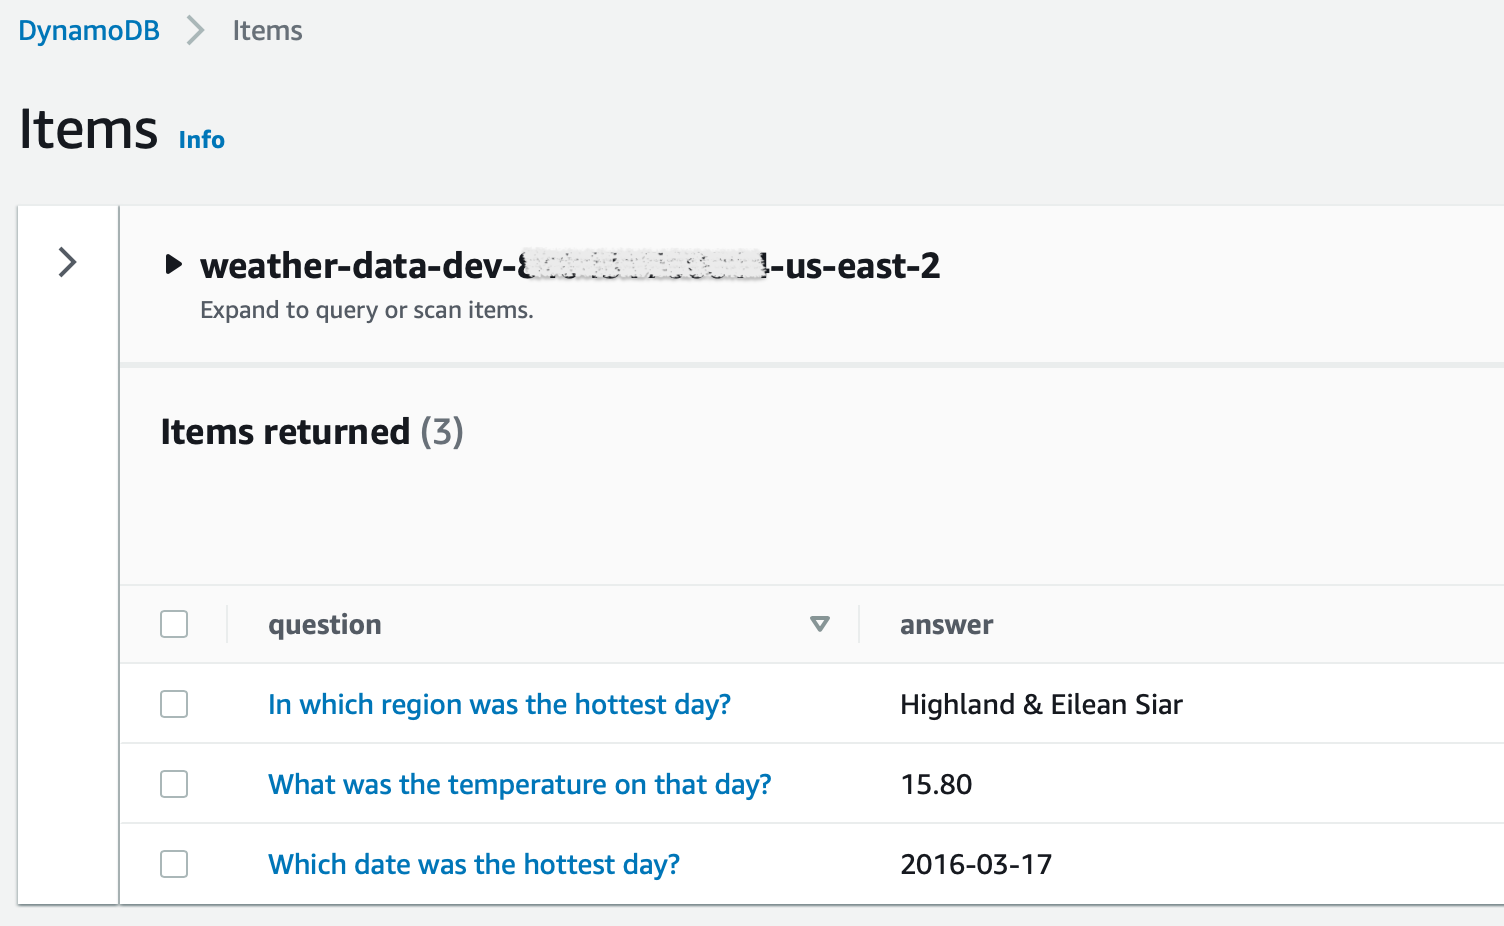 DynamoDB > Items
Items Info
weather-data-dev- -us-east-2
Expand to query or scan items.
Items returned (3)
question answer
In which region was the hottest day? Highland & Eilean Siar
What was the temperature on that day? 15.80
Which date was the hottest day? 2016-03-17